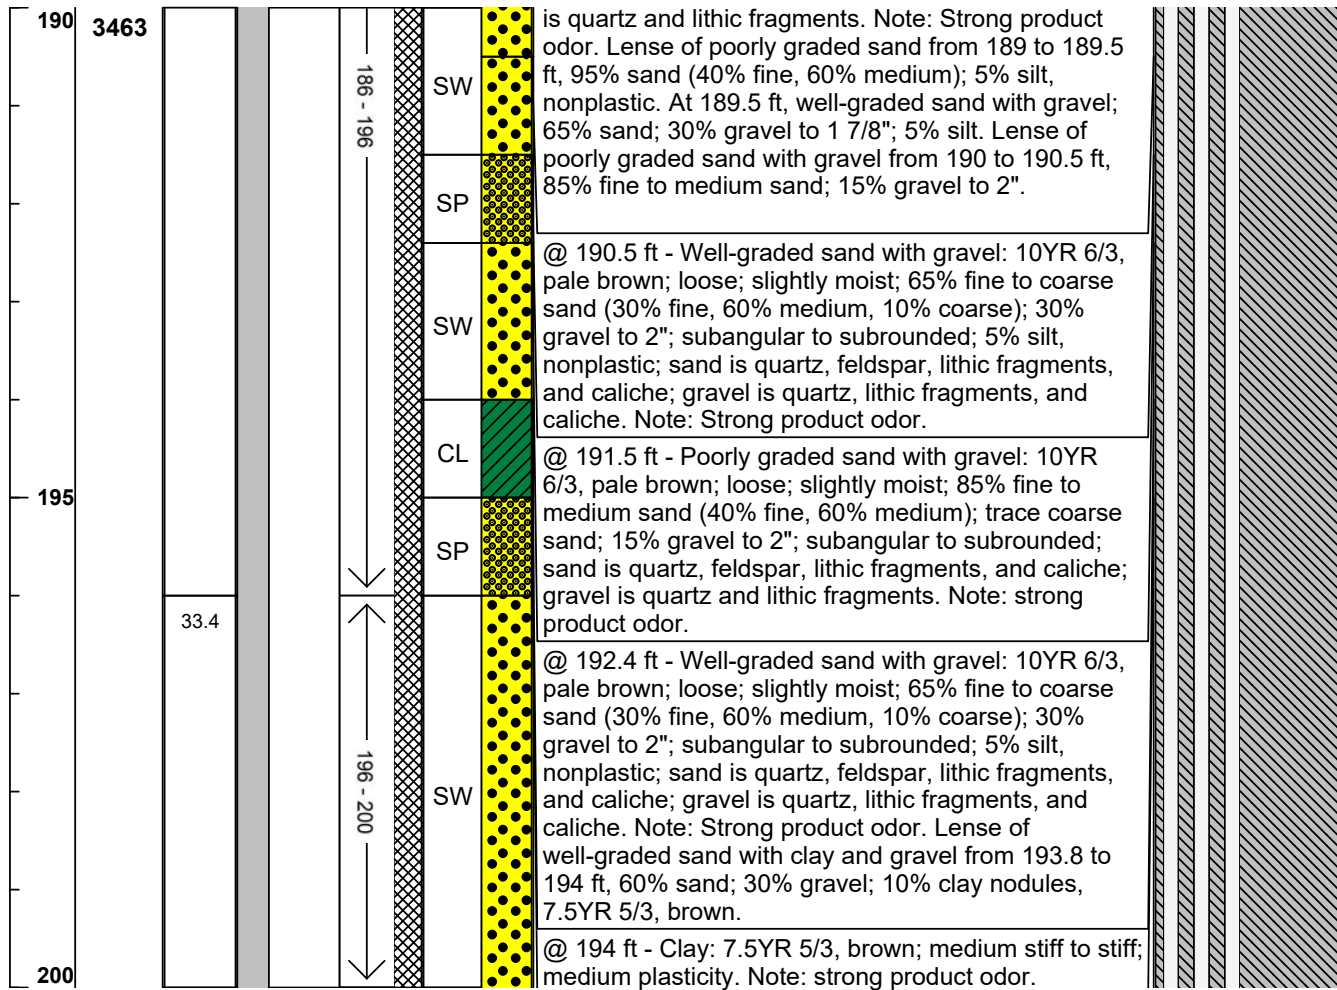 190
3463
195
200
33.4
186 - 196
196 - 200
SW
SP
SW
CL
SP
SW
is quartz and lithic fragments. Note: Strong product
odor. Lense of poorly graded sand from 189 to 189.5
ft, 95% sand (40% fine, 60% medium); 5% silt,
nonplastic. At 189.5 ft, well-graded sand with gravel;
65% sand; 30% gravel to 1 7/8"; 5% silt. Lense of
poorly graded sand with gravel from 190 to 190.5 ft,
85% fine to medium sand; 15% gravel to 2".
@ 190.5 ft - Well-graded sand with gravel: 10YR 6/3,
pale brown; loose; slightly moist; 65% fine to coarse
sand (30% fine, 60% medium, 10% coarse); 30%
gravel to 2"; subangular to subrounded; 5% silt,
nonplastic; sand is quartz, feldspar, lithic fragments,
and caliche; gravel is quartz, lithic fragments, and
caliche. Note: Strong product odor.
@ 191.5 ft - Poorly graded sand with gravel: 10YR
6/3, pale brown; loose; slightly moist; 85% fine to
medium sand (40% fine, 60% medium); trace coarse
sand; 15% gravel to 2"; subangular to subrounded;
sand is quartz, feldspar, lithic fragments, and caliche;
gravel is quartz and lithic fragments. Note: strong
product odor.
@ 192.4 ft - Well-graded sand with gravel: 10YR 6/3,
pale brown; loose; slightly moist; 65% fine to coarse
sand (30% fine, 60% medium, 10% coarse); 30%
gravel to 2"; subangular to subrounded; 5% silt,
nonplastic; sand is quartz, feldspar, lithic fragments,
and caliche; gravel is quartz, lithic fragments, and
caliche. Note: Strong product odor. Lense of
well-graded sand with clay and gravel from 193.8 to
194 ft, 60% sand; 30% gravel; 10% clay nodules,
7.5YR 5/3, brown.
@ 194 ft - Clay: 7.5YR 5/3, brown; medium stiff to stiff;
medium plasticity. Note: strong product odor.